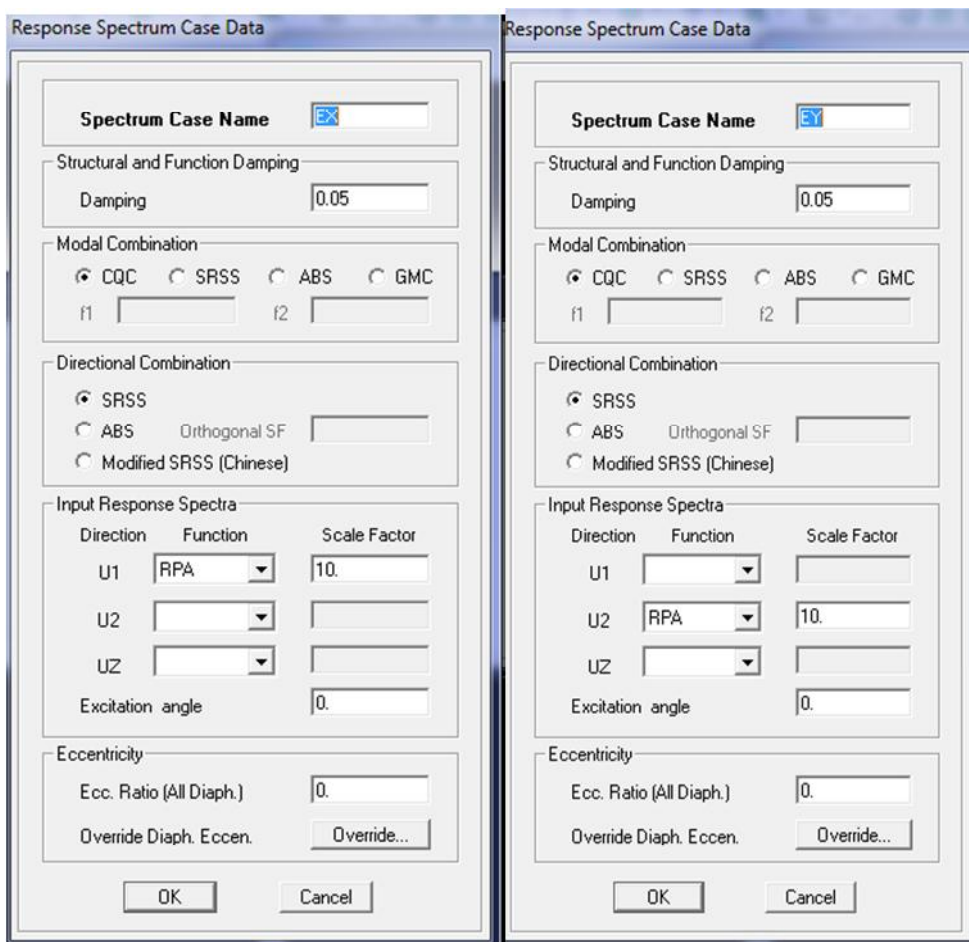 Response Spectrum Case Data
Spectrum Case Name EX
Structural and Function Damping
Damping 0.05
Modal Combination
CQC SRSS ABS GMC
f1 f2
Directional Combination
SRSS
ABS Orthogonal SF
Modified SRSS (Chinese)
Input Response Spectra
Direction Function Scale Factor
U1 RPA 10.
U2
UZ
Excitation angle 0.
Eccentricity
Ecc. Ratio (All Diaph.) 0.
Override Diaph. Eccen. Override...
OK Cancel
Response Spectrum Case Data
Spectrum Case Name EY
Structural and Function Damping
Damping 0.05
Modal Combination
CQC SRSS ABS GMC
f1 f2
Directional Combination
SRSS
ABS Orthogonal SF
Modified SRSS (Chinese)
Input Response Spectra
Direction Function Scale Factor
U1
U2 RPA 10.
UZ
Excitation angle 0.
Eccentricity
Ecc. Ratio (All Diaph.) 0.
Override Diaph. Eccen. Override...
OK Cancel